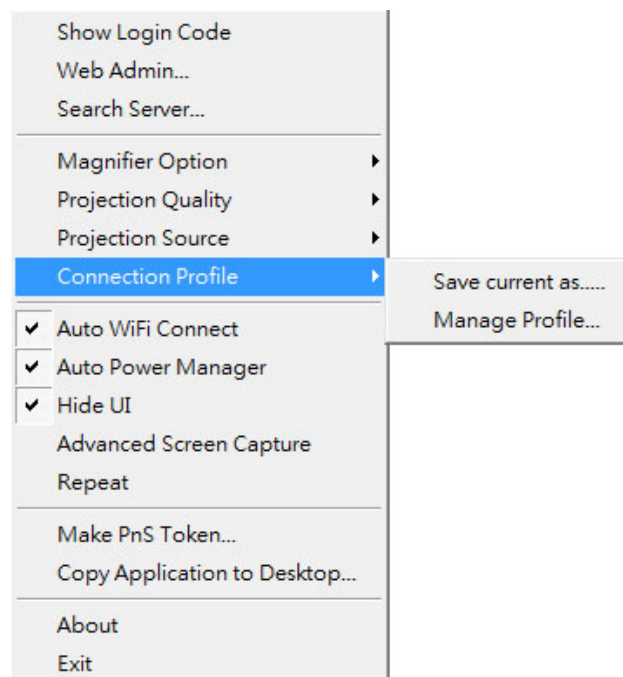 Show Login Code
Web Admin...
Search Server...
Magnifier Option
Projection Quality
Projection Source
Connection Profile
Save current as.....
Manage Profile...
Auto WiFi Connect
Auto Power Manager
Hide UI
Advanced Screen Capture
Repeat
Make PnS Token...
Copy Application to Desktop...
About
Exit